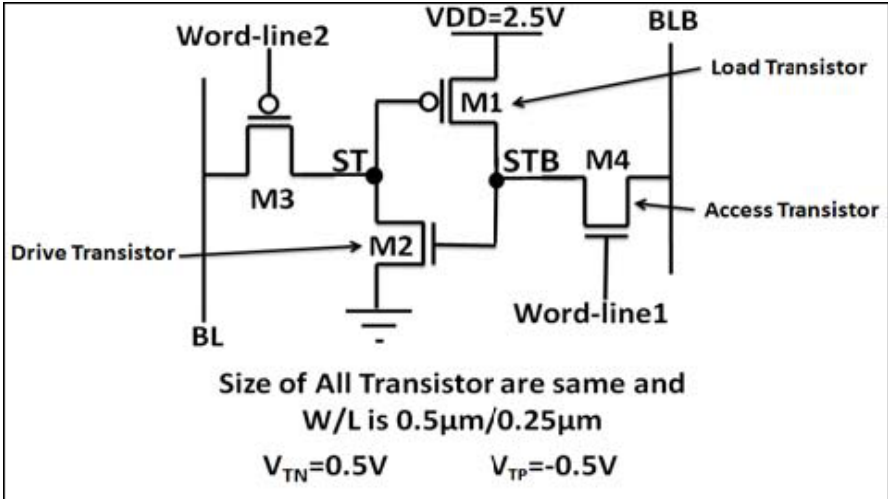 VDD=2.5V
BLB
Word-line2
Load Transistor
M1
ST
STB
M4
M3
Access Transistor
Drive Transistor
M2
Word-line1
BL
Size of All Transistor are same and
W/L is 0.5μm/0.25μm
VTN=0.5V VTP=-0.5V